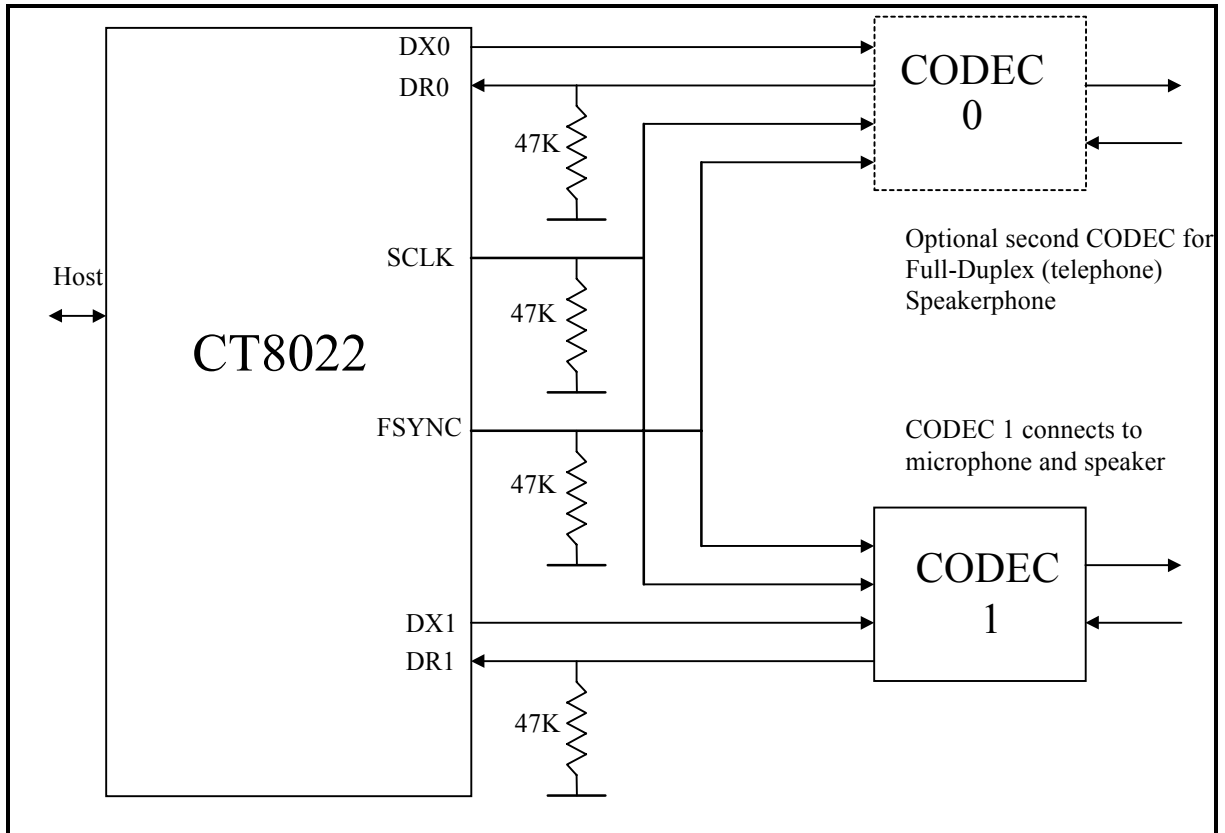 DX0
DR0
CODEC
0
47K
SCLK
Optional second CODEC for
Full-Duplex (telephone)
Speakerphone
Host
47K
CT8022
FSYNC
CODEC 1 connects to
microphone and speaker
47K
CODEC
1
DX1
DR1
47K